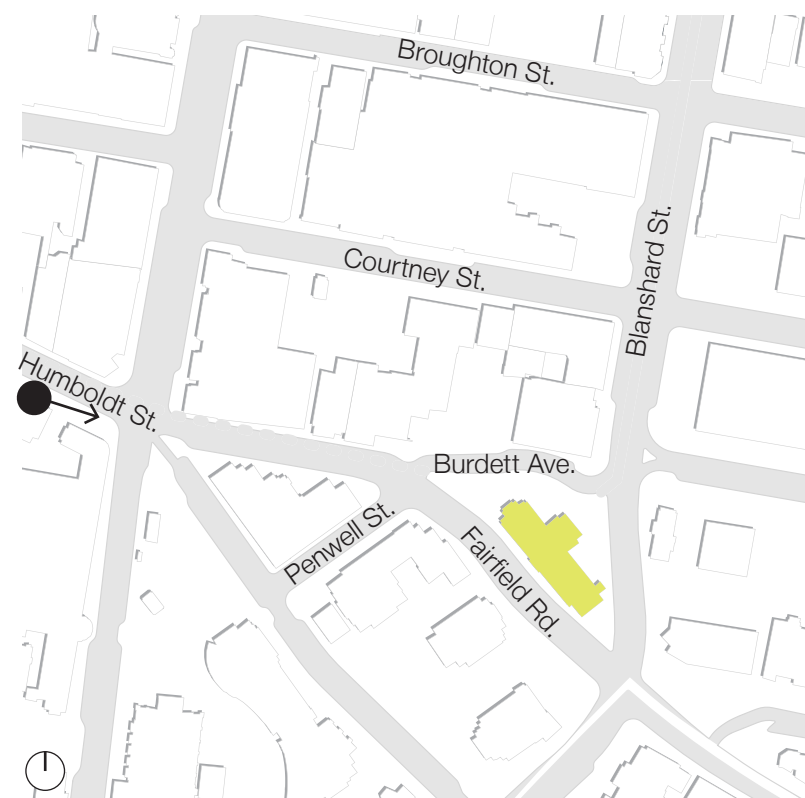 Broughton St.
Courtney St.
Blanshard St.
Humboldt St.
Burdett Ave.
Penwell St.
Fairfield Rd.